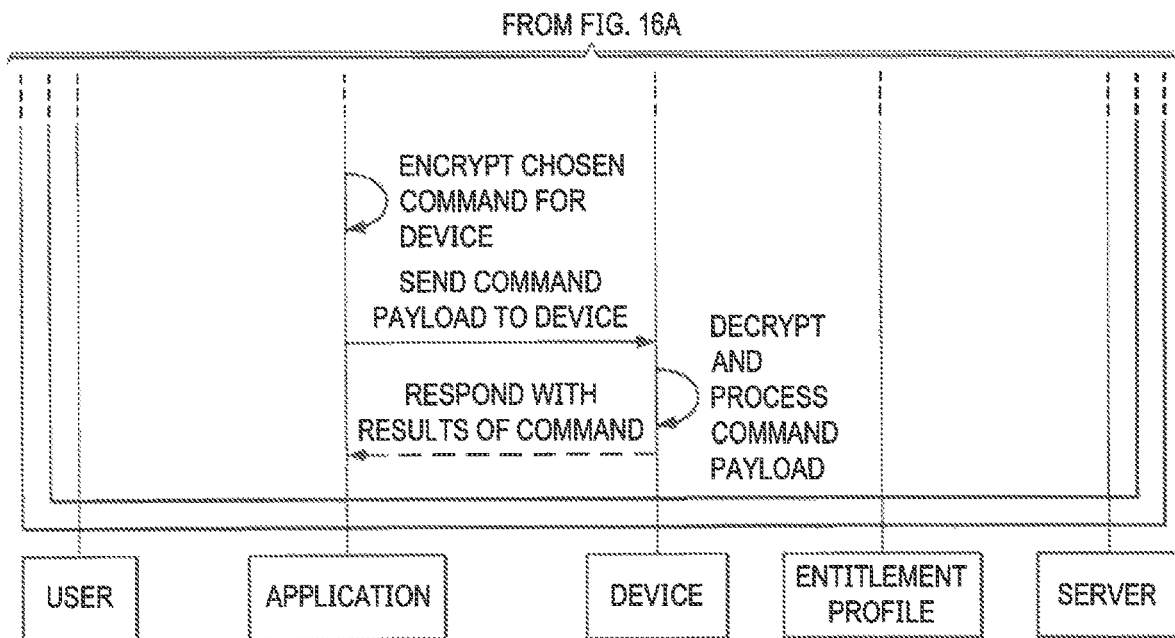 FROM FIG. 16A
ENCRYPT CHOSEN
COMMAND FOR
DEVICE
SEND COMMAND
PAYLOAD TO DEVICE
DECRYPT
AND
PROCESS
COMMAND
PAYLOAD
RESPOND WITH
RESULTS OF COMMAND
USER
APPLICATION
DEVICE
ENTITLEMENT
PROFILE
SERVER